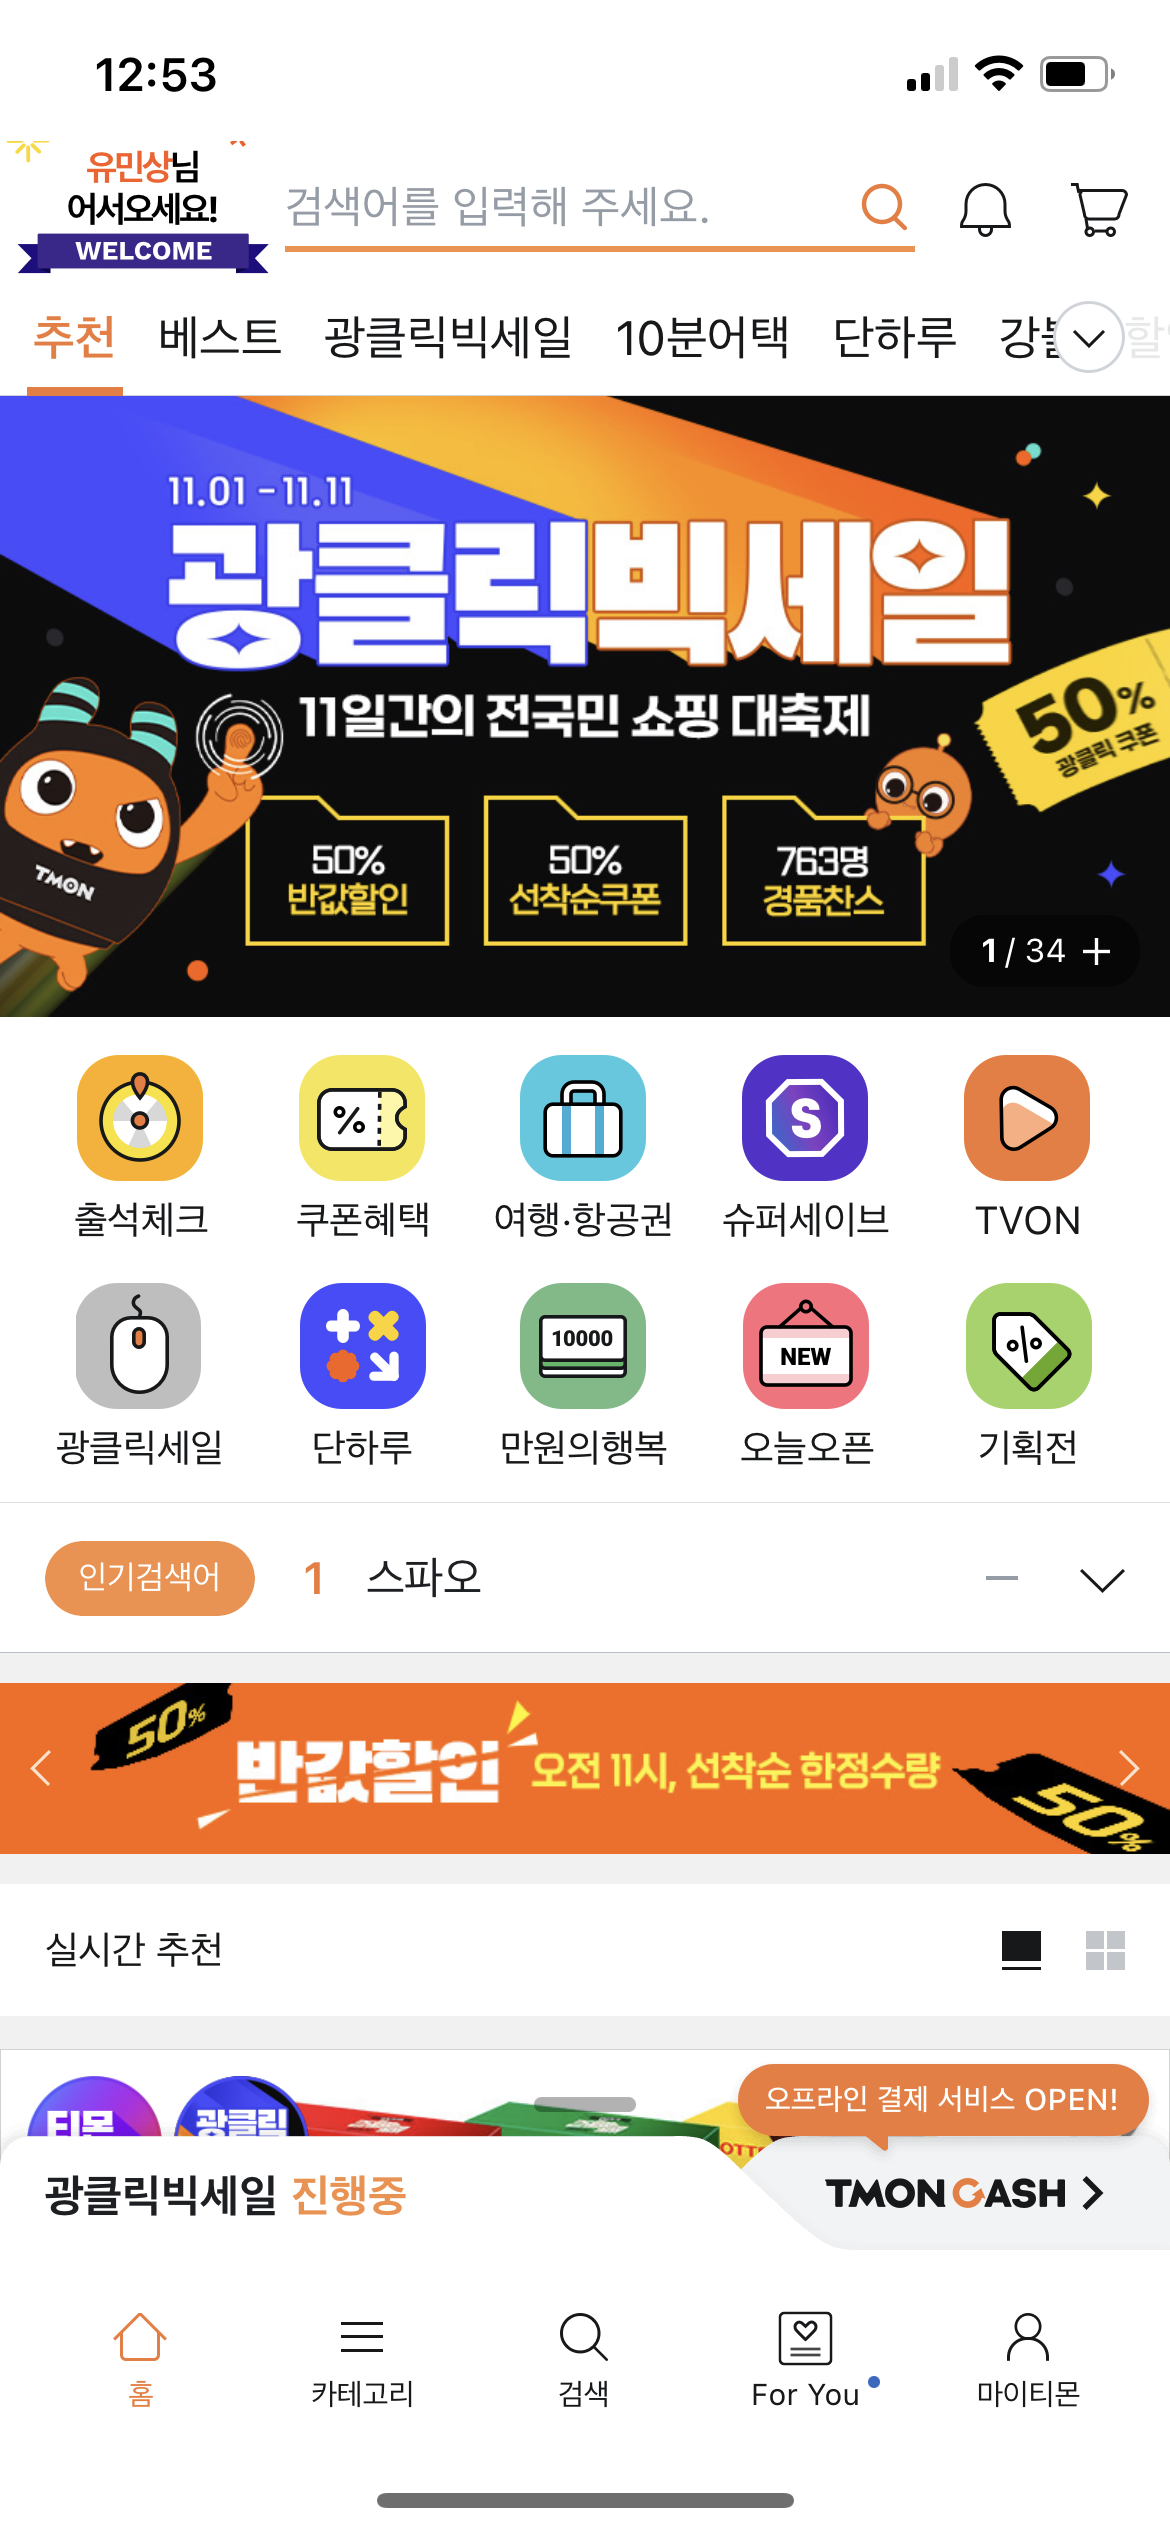 12:53
유민상님
어서오세요!
WELCOME
검색어를 입력해 주세요.
추천 베스트 광클릭빅세일 10분어택 단하루
11.01 - 11.11
광클릭빅세일
11일간의 전국민 쇼핑 대축제
50%
광클릭 쿠폰
TMON
50%
반값할인
50%
선착순쿠폰
763명
경품찬스
1 / 34 +
%
S
출석체크 쿠폰혜택 여행·항공권 슈퍼세이브 TVON
10000
NEW
%
광클릭세일 단하루 만원의행복 오늘오픈 기획전
인기검색어 1 스파오
50%
반값할인 오전 11시, 선착순 한정수량
50%
실시간 추천
티몬
광클릭
오프라인 결제 서비스 OPEN!
광클릭빅세일 진행중
TMON CASH
홈 카테고리 검색 For You 마이티몬